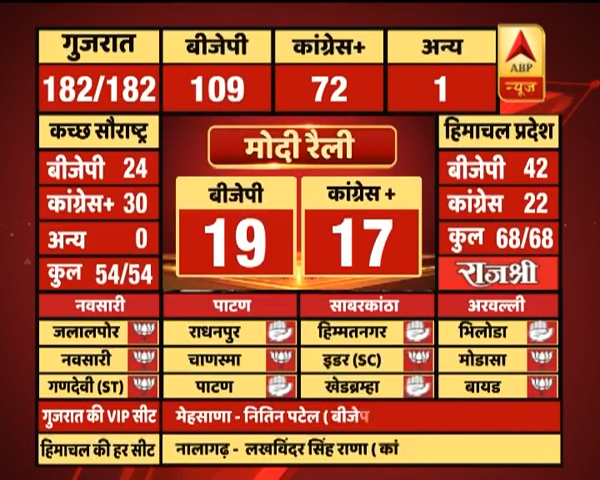 गुजरात बीजेपी कांग्रेस+ अन्य
182/182 109 72 1
ABP
न्यूज़
कच्छ सौराष्ट्र
बीजेपी 24
कांग्रेस+ 30
अन्य 0
कुल 54/54
मोदी रैली
बीजेपी कांग्रेस +
19 17
हिमाचल प्रदेश
बीजेपी 42
कांग्रेस 22
कुल 68/68
राजश्री
नवसारी पाटण साबरकांठा अरवल्ली
जलालपोर राधनपुर हिम्मतनगर भिलोडा
नवसारी चाणस्मा इडर (SC) मोडासा
गणदेवी (ST) पाटण खेडब्रम्हा बायड
गुजरात की VIP सीट मेहसाणा - नितिन पटेल ( बीजेप
हिमाचल की हर सीट नालागढ़ - लखविंदर सिंह राणा ( कां